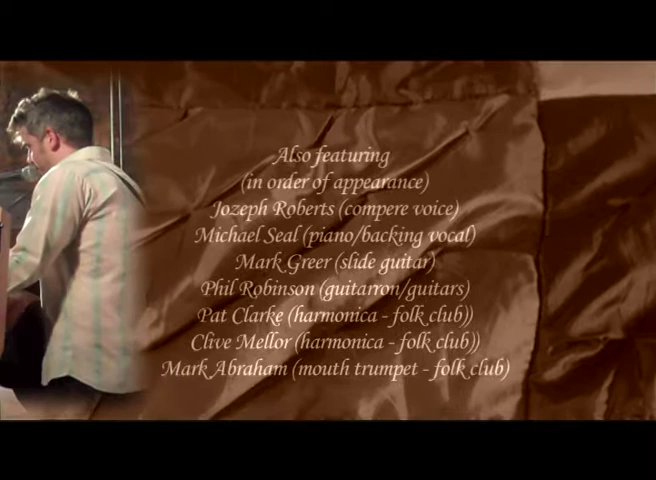 Also featuring
(in order of appearance)
Jozeph Roberts (compere voice)
Michael Seal (piano/backing vocal)
Mark Greer (slide guitar)
Phil Robinson (guitarron/guitars)
Pat Clarke (harmonica - folk club))
Clive Mellor (harmonica - folk club))
Mark Abraham (mouth trumpet - folk club)